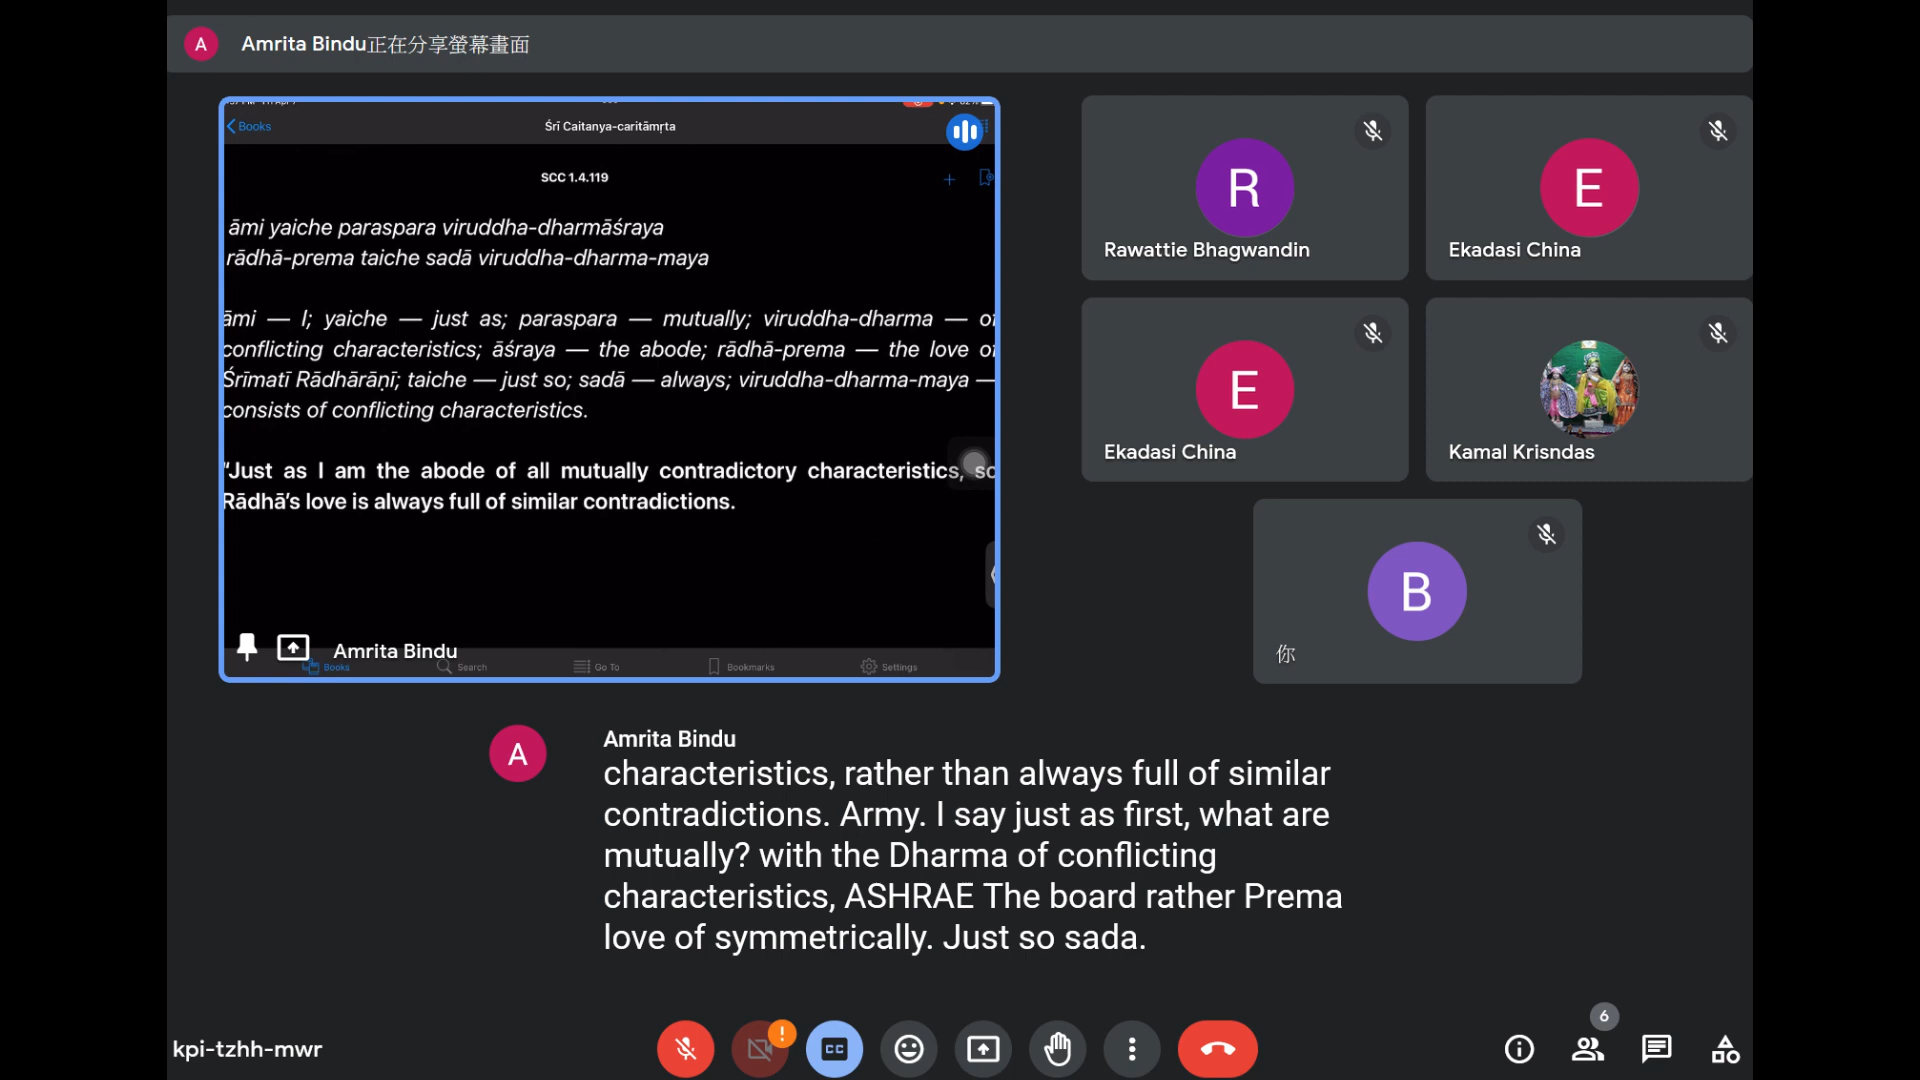 A
Amrita Bindu正在分享螢幕畫面
Books
Śrī Caitanya-caritāmṛta
SCC 1.4.119
āmi yaiche paraspara viruddha-dharmāśraya
rādhā-prema taiche sadā viruddha-dharma-maya
āmi — I; yaiche — just as; paraspara — mutually; viruddha-dharma — of
conflicting characteristics; āśraya — the abode; rādhā-prema — the love of
Śrīmatī Rādhārāṇī; taiche — just so; sadā — always; viruddha-dharma-maya —
consists of conflicting characteristics.
“Just as I am the abode of all mutually contradictory characteristics, so
Rādhā’s love is always full of similar contradictions.
Amrita Bindu
Books
Search
Go To
Bookmarks
Settings
R
Rawattie Bhagwandin
E
Ekadasi China
E
Ekadasi China
Kamal Krisndas
B
你
A
Amrita Bindu
characteristics, rather than always full of similar
contradictions. Army. I say just as first, what are
mutually? with the Dharma of conflicting
characteristics, ASHRAE The board rather Prema
love of symmetrically. Just so sada.
kpi-tzhh-mwr
CC
6